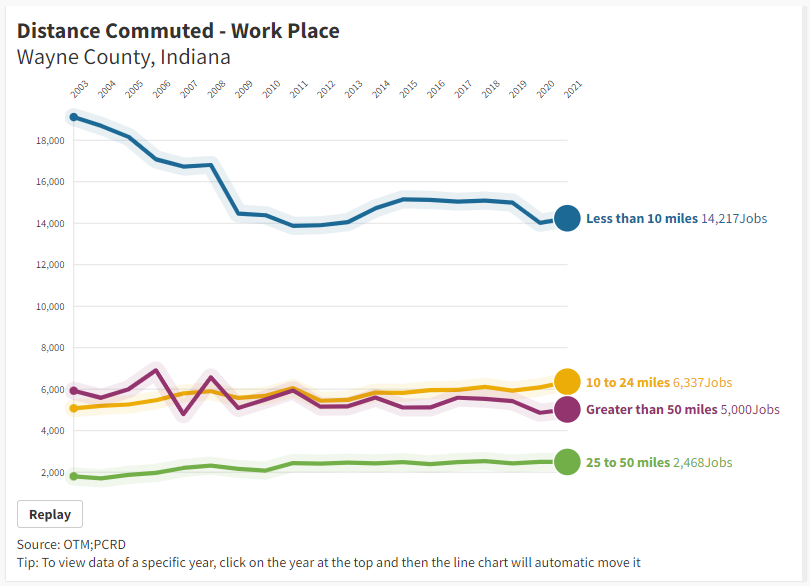 Distance Commuted - Work Place
Wayne County, Indiana
2003 2004 2005 2006 2007 2008 2009 2010 2011 2012 2013 2014 2015 2016 2017 2018 2019 2020 2021
18,000
16,000
14,000
Less than 10 miles 14,217Jobs
12,000
10,000
8,000
6,000
10 to 24 miles 6,337Jobs
Greater than 50 miles 5,000Jobs
4,000
25 to 50 miles 2,468Jobs
2,000
Replay
Source: OTM;PCRD
Tip: To view data of a specific year, click on the year at the top and then the line chart will automatic move it